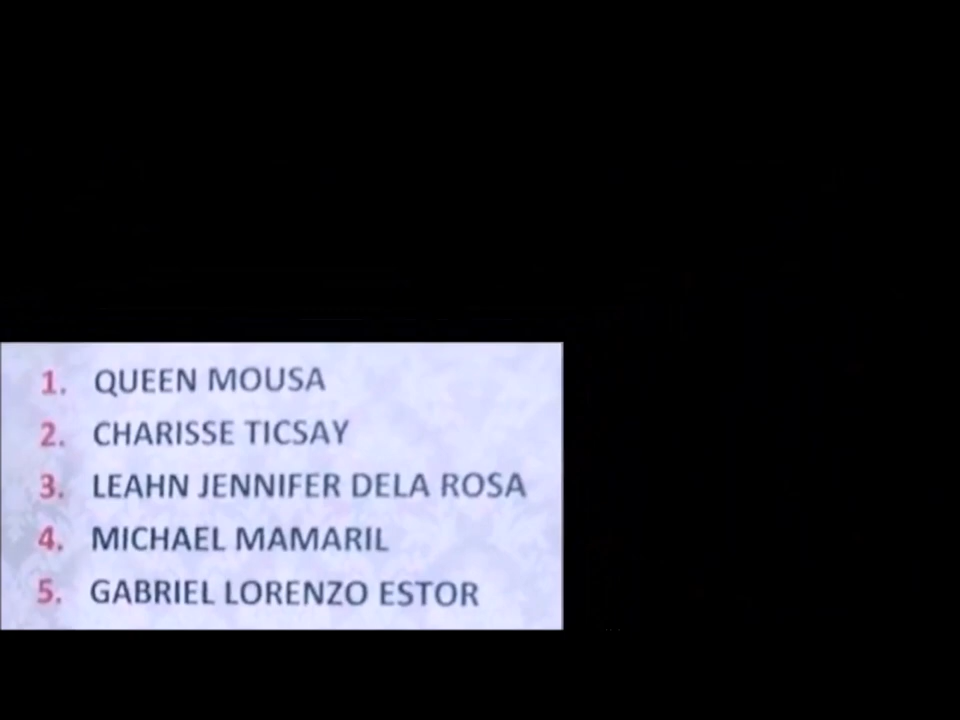 1. QUEEN MOUSA
2. CHARISSE TICSAY
3. LEAHN JENNIFER DELA ROSA
4. MICHAEL MAMARIL
5. GABRIEL LORENZO ESTOR